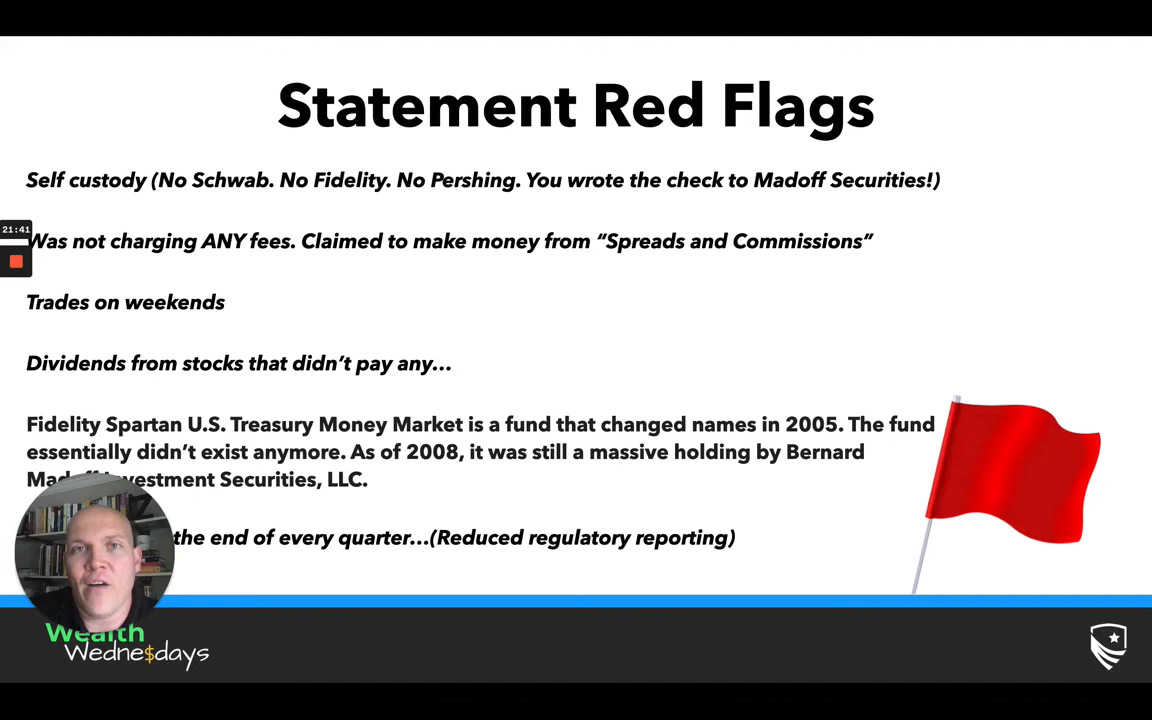 Statement Red Flags
Self custody (No Schwab. No Fidelity. No Pershing. You wrote the check to Madoff Securities!)
21:41
Was not charging ANY fees. Claimed to make money from “Spreads and Commissions”
Trades on weekends
Dividends from stocks that didn’t pay any...
Fidelity Spartan U.S. Treasury Money Market is a fund that changed names in 2005. The fund
essentially didn’t exist anymore. As of 2008, it was still a massive holding by Bernard
Investment Securities, LLC.
the end of every quarter...(Reduced regulatory reporting)
Wealth
Wedne$days